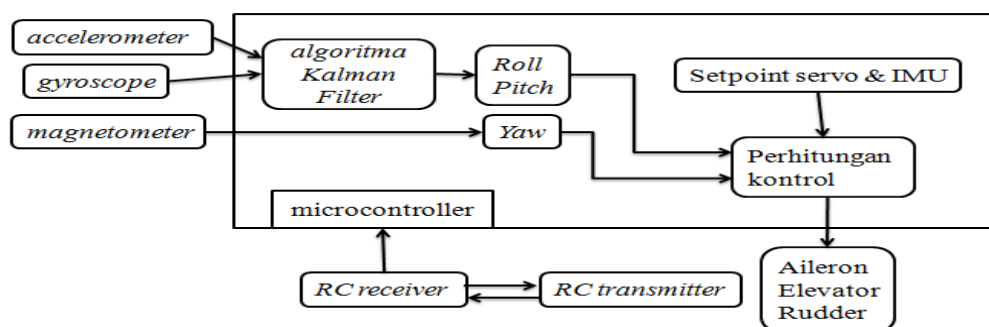 accelerometer
gyroscope
magnetometer
algoritma
Kalman
Filter
Roll
Pitch
Yaw
Setpoint servo & IMU
Perhitungan
kontrol
microcontroller
RC receiver
RC transmitter
Aileron
Elevator
Rudder